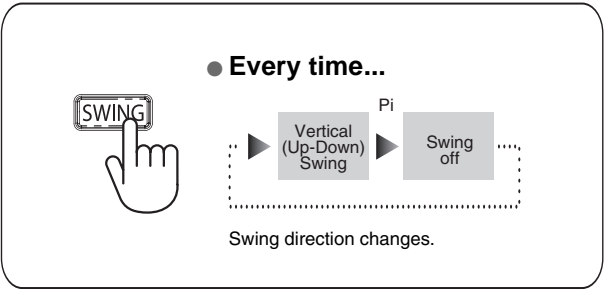 ● Every time...
SWING
Pi
Vertical
(Up-Down)
Swing
Swing
off
Swing direction changes.